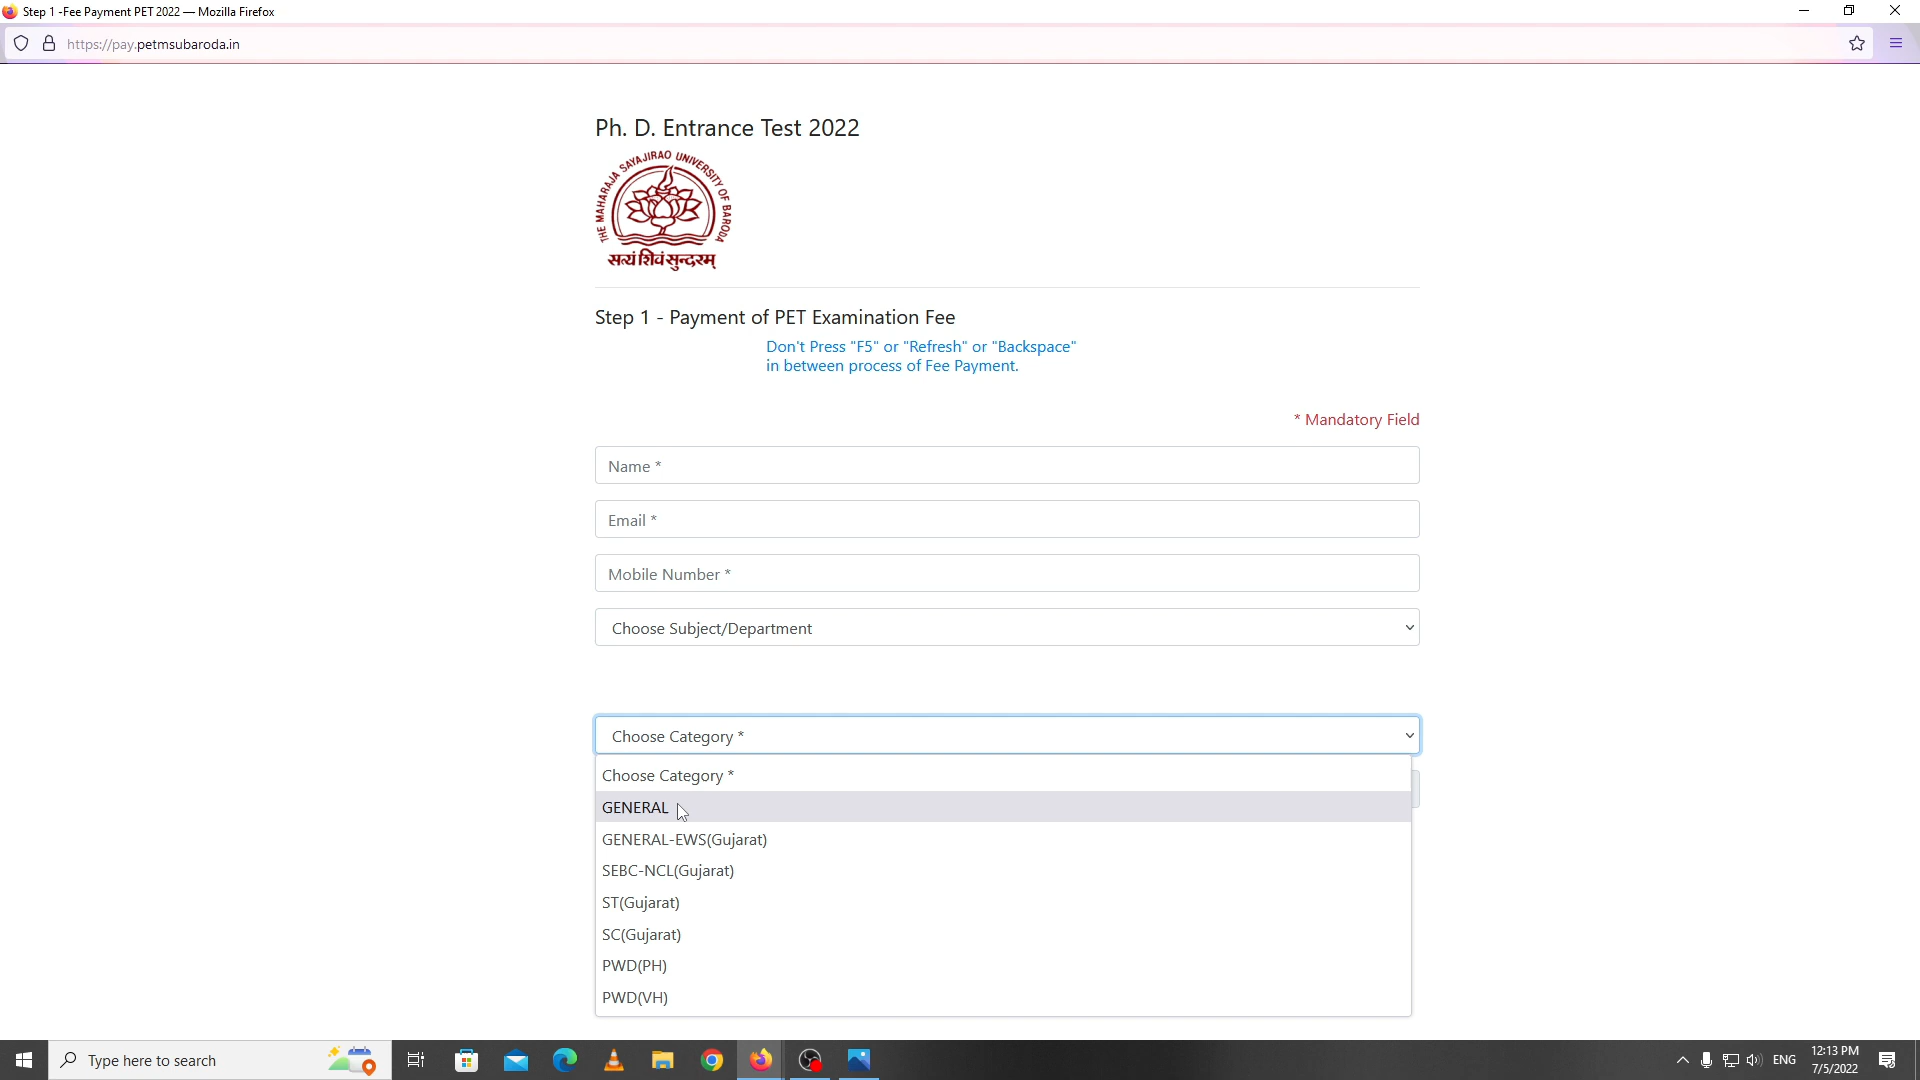 Step 1 -Fee Payment PET 2022 — Mozilla Firefox
https://pay.petmsubaroda.in
Ph. D. Entrance Test 2022
THE MAHARAJA SAYAJIRAO UNIVERSITY OF BARODA
सत्यं शिवं सुन्दरम्
Step 1 - Payment of PET Examination Fee
Don't Press "F5" or "Refresh" or "Backspace"
in between process of Fee Payment.
* Mandatory Field
Name *
Email *
Mobile Number *
Choose Subject/Department
Choose Category *
Choose Category *
GENERAL
GENERAL-EWS(Gujarat)
SEBC-NCL(Gujarat)
ST(Gujarat)
SC(Gujarat)
PWD(PH)
PWD(VH)
Type here to search
ENG
12:13 PM
7/5/2022